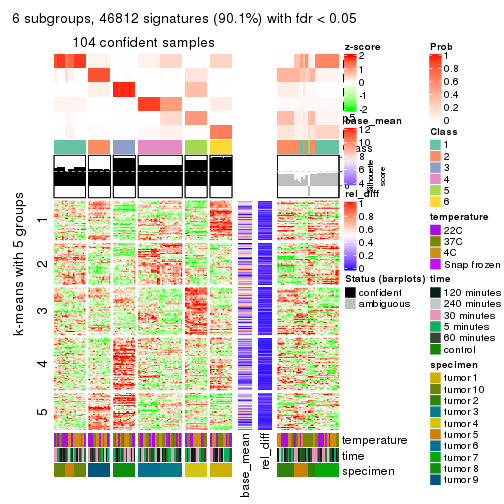 6 subgroups, 46812 signatures (90.1%) with fdr < 0.05
104 confident samples
k-means with 5 groups
1
2
3
4
5
base_mean
rel_diff
temperature
time
specimen
z-score
2
1
0
-1
-2
base_mean
12
10
8
6
silhouette
score
rel_diff
1
0.8
0.6
0.4
0.2
0
Status (barplots)
confident
ambiguous
Prob
1
0.8
0.6
0.4
0.2
0
Class
1
2
3
4
5
6
temperature
22C
37C
4C
Snap frozen
time
120 minutes
240 minutes
30 minutes
5 minutes
60 minutes
control
specimen
tumor 1
tumor 10
tumor 2
tumor 3
tumor 4
tumor 5
tumor 6
tumor 7
tumor 8
tumor 9